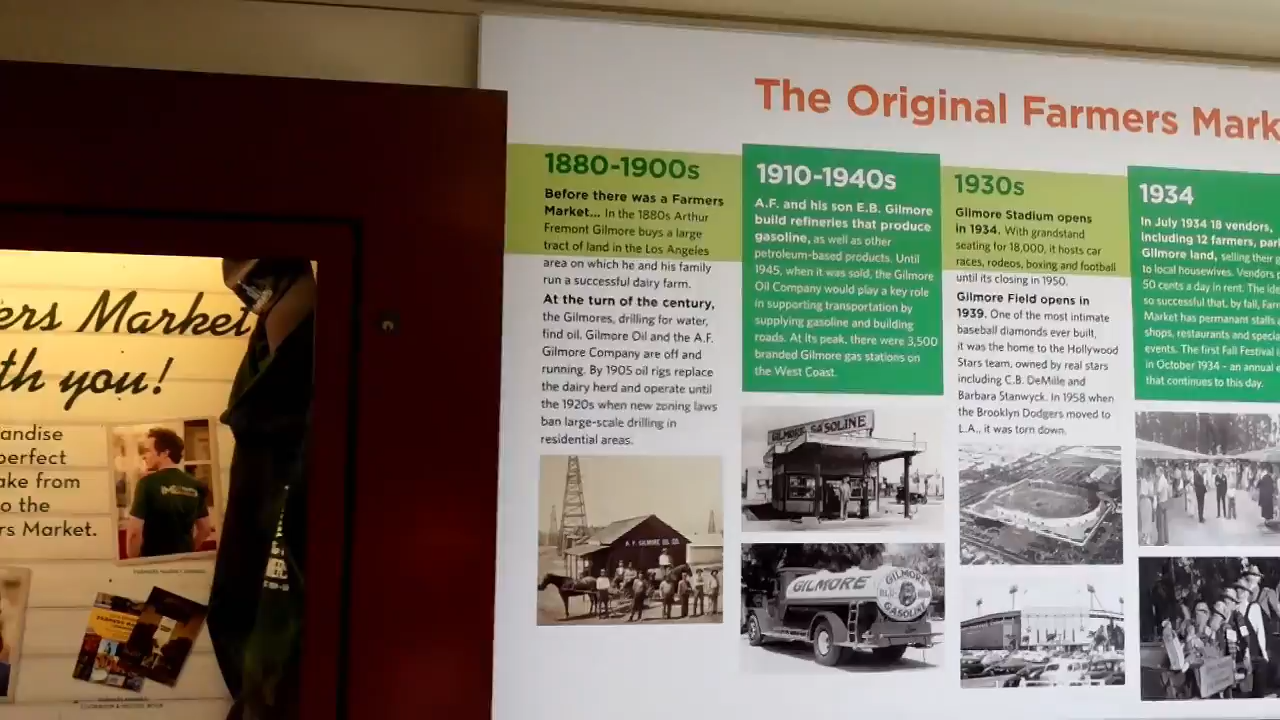 The Original Farmers Mark
1880-1900s
Before there was a Farmers
Market... In the 1880s Arthur
Fremont Gilmore buys a large
tract of land in the Los Angeles
area on which he and his family
run a successful dairy farm.
At the turn of the century,
the Gilmores, drilling for water,
find oil. Gilmore Oil and the A.F.
Gilmore Company are off and
running. By 1905 oil rigs replace
the dairy herd and operate until
the 1920s when new zoning laws
ban large-scale drilling in
residential areas.
A. F. GILMORE OIL CO.
1910-1940s
A.F. and his son E.B. Gilmore
build refineries that produce
gasoline, as well as other
petroleum-based products. Until
1945, when it was sold, the Gilmore
Oil Company would play a key role
in supporting transportation by
supplying gasoline and building
roads. At its peak, there were 3,500
branded Gilmore gas stations on
the West Coast.
GILMORE GASOLINE
GILMORE
GILMORE
BLU-GREEN
GASOLINE
1930s
Gilmore Stadium opens
in 1934. With grandstand
seating for 18,000, it hosts car
races, rodeos, boxing and football
until its closing in 1950.
Gilmore Field opens in
1939. One of the most intimate
baseball diamonds ever built,
it was the home to the Hollywood
Stars team, owned by real stars
including C.B. DeMille and
Barbara Stanwyck. In 1958 when
the Brooklyn Dodgers moved to
L.A., it was torn down.
1934
In July 1934 18 vendors,
including 12 farmers, par
Gilmore land, selling their g
to local housewives. Vendors p
50 cents a day in rent. The ide
so successful that, by fall, Far
Market has permanant stalls a
shops, restaurants and specia
events. The first Fall Festival i
in October 1934 - an annual e
that continues to this day.
ers Market
th you!
andise
perfect
ake from
o the
rs Market.